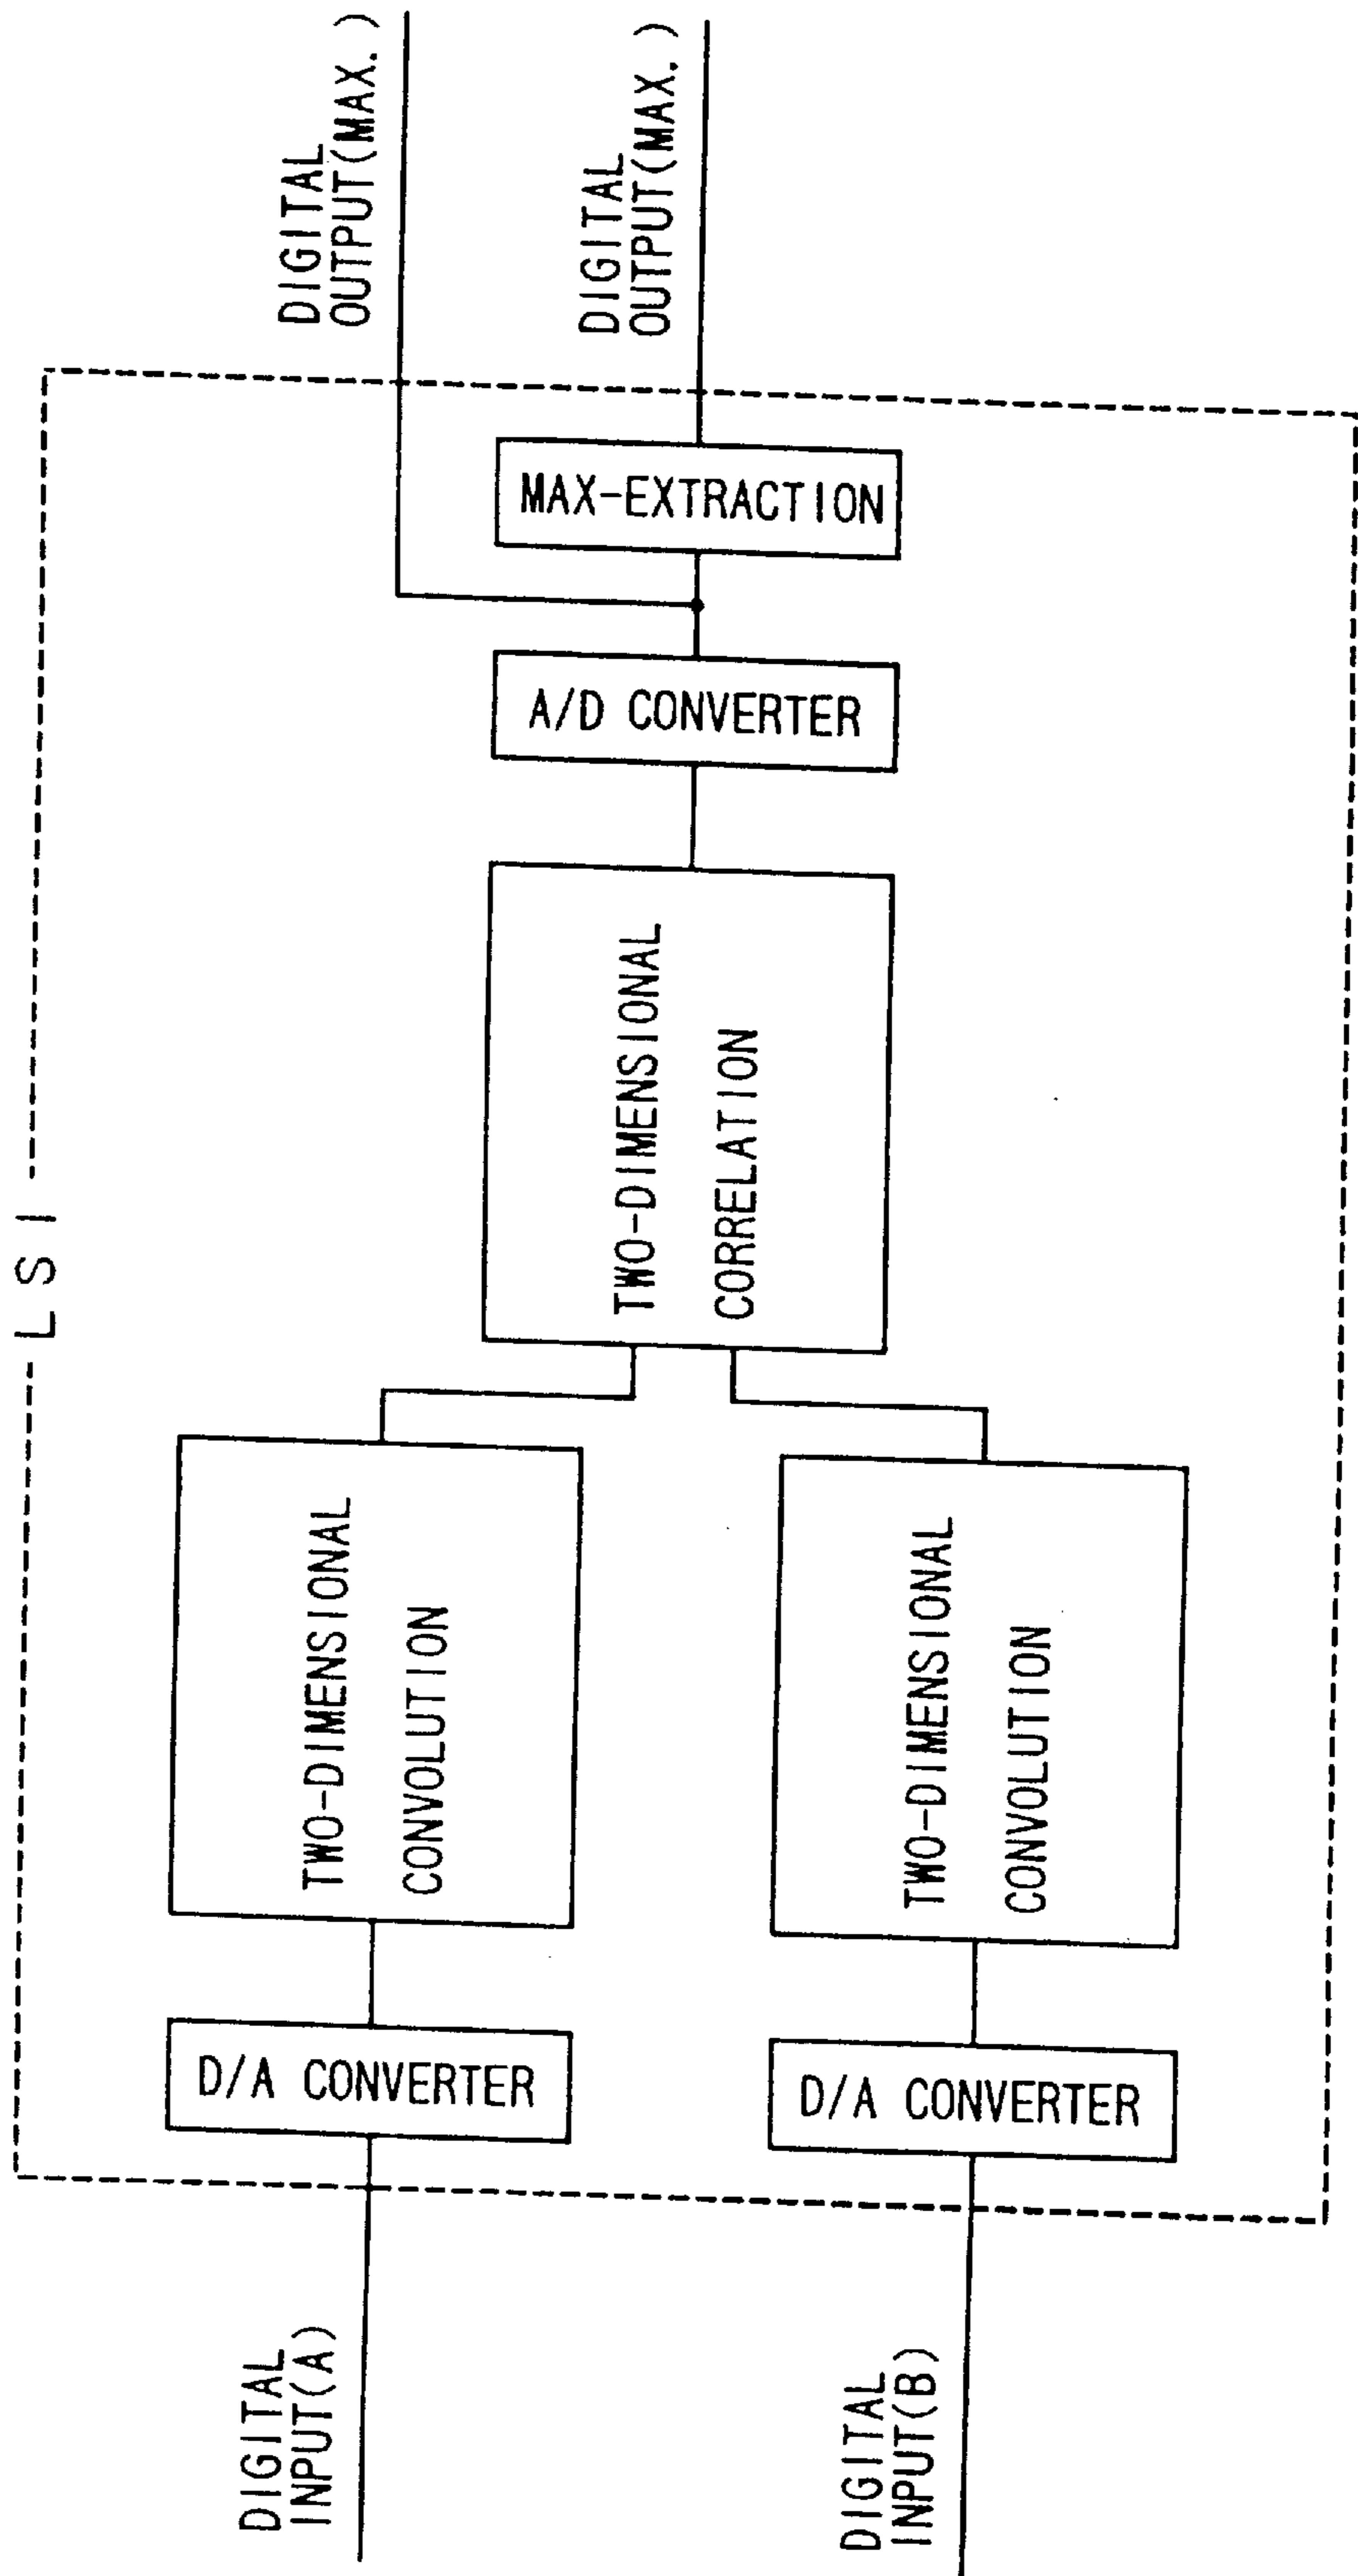 LSI
DIGITAL
INPUT(A)
D/A CONVERTER
TWO-DIMENSIONAL
CONVOLUTION
DIGITAL
INPUT(B)
D/A CONVERTER
TWO-DIMENSIONAL
CONVOLUTION
TWO-DIMENSIONAL
CORRELATION
A/D CONVERTER
MAX-EXTRACTION
DIGITAL
OUTPUT(MAX.)
DIGITAL
OUTPUT(MAX.)